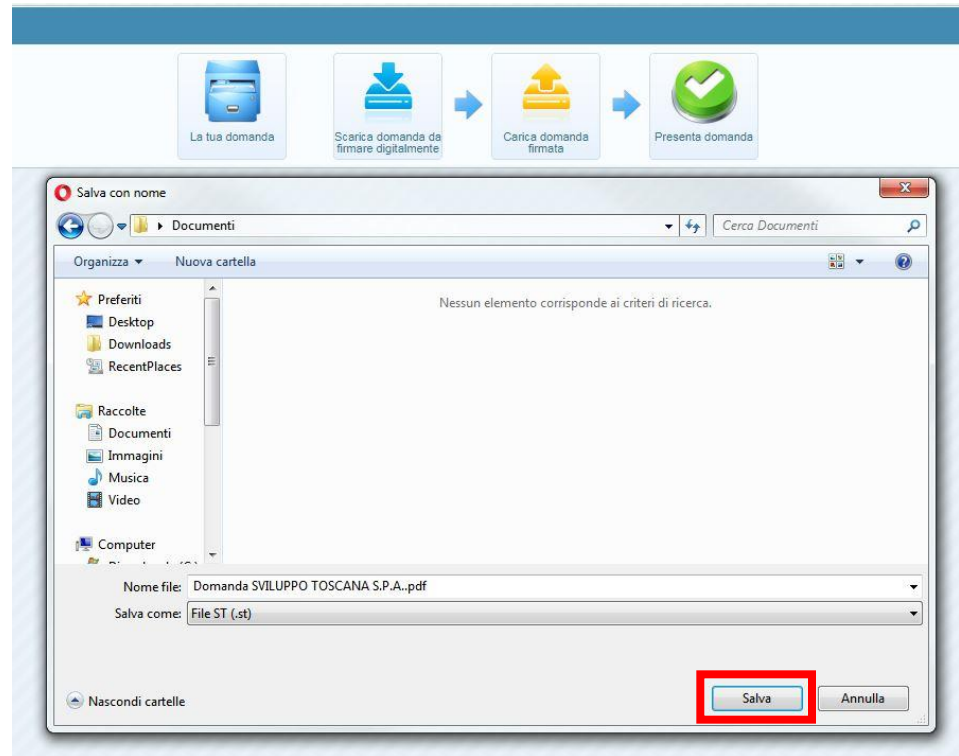 La tua domanda
Scarica domanda da
firmare digitalmente
Carica domanda
firmata
Presenta domanda
Salva con nome
Documenti
Cerca Documenti
Organizza
Nuova cartella
Preferiti
Desktop
Downloads
RecentPlaces
Raccolte
Documenti
Immagini
Musica
Video
Computer
Nessun elemento corrisponde ai criteri di ricerca.
Nome file: Domanda SVILUPPO TOSCANA S.P.A..pdf
Salva come: File ST (.st)
Nascondi cartelle
Salva
Annulla